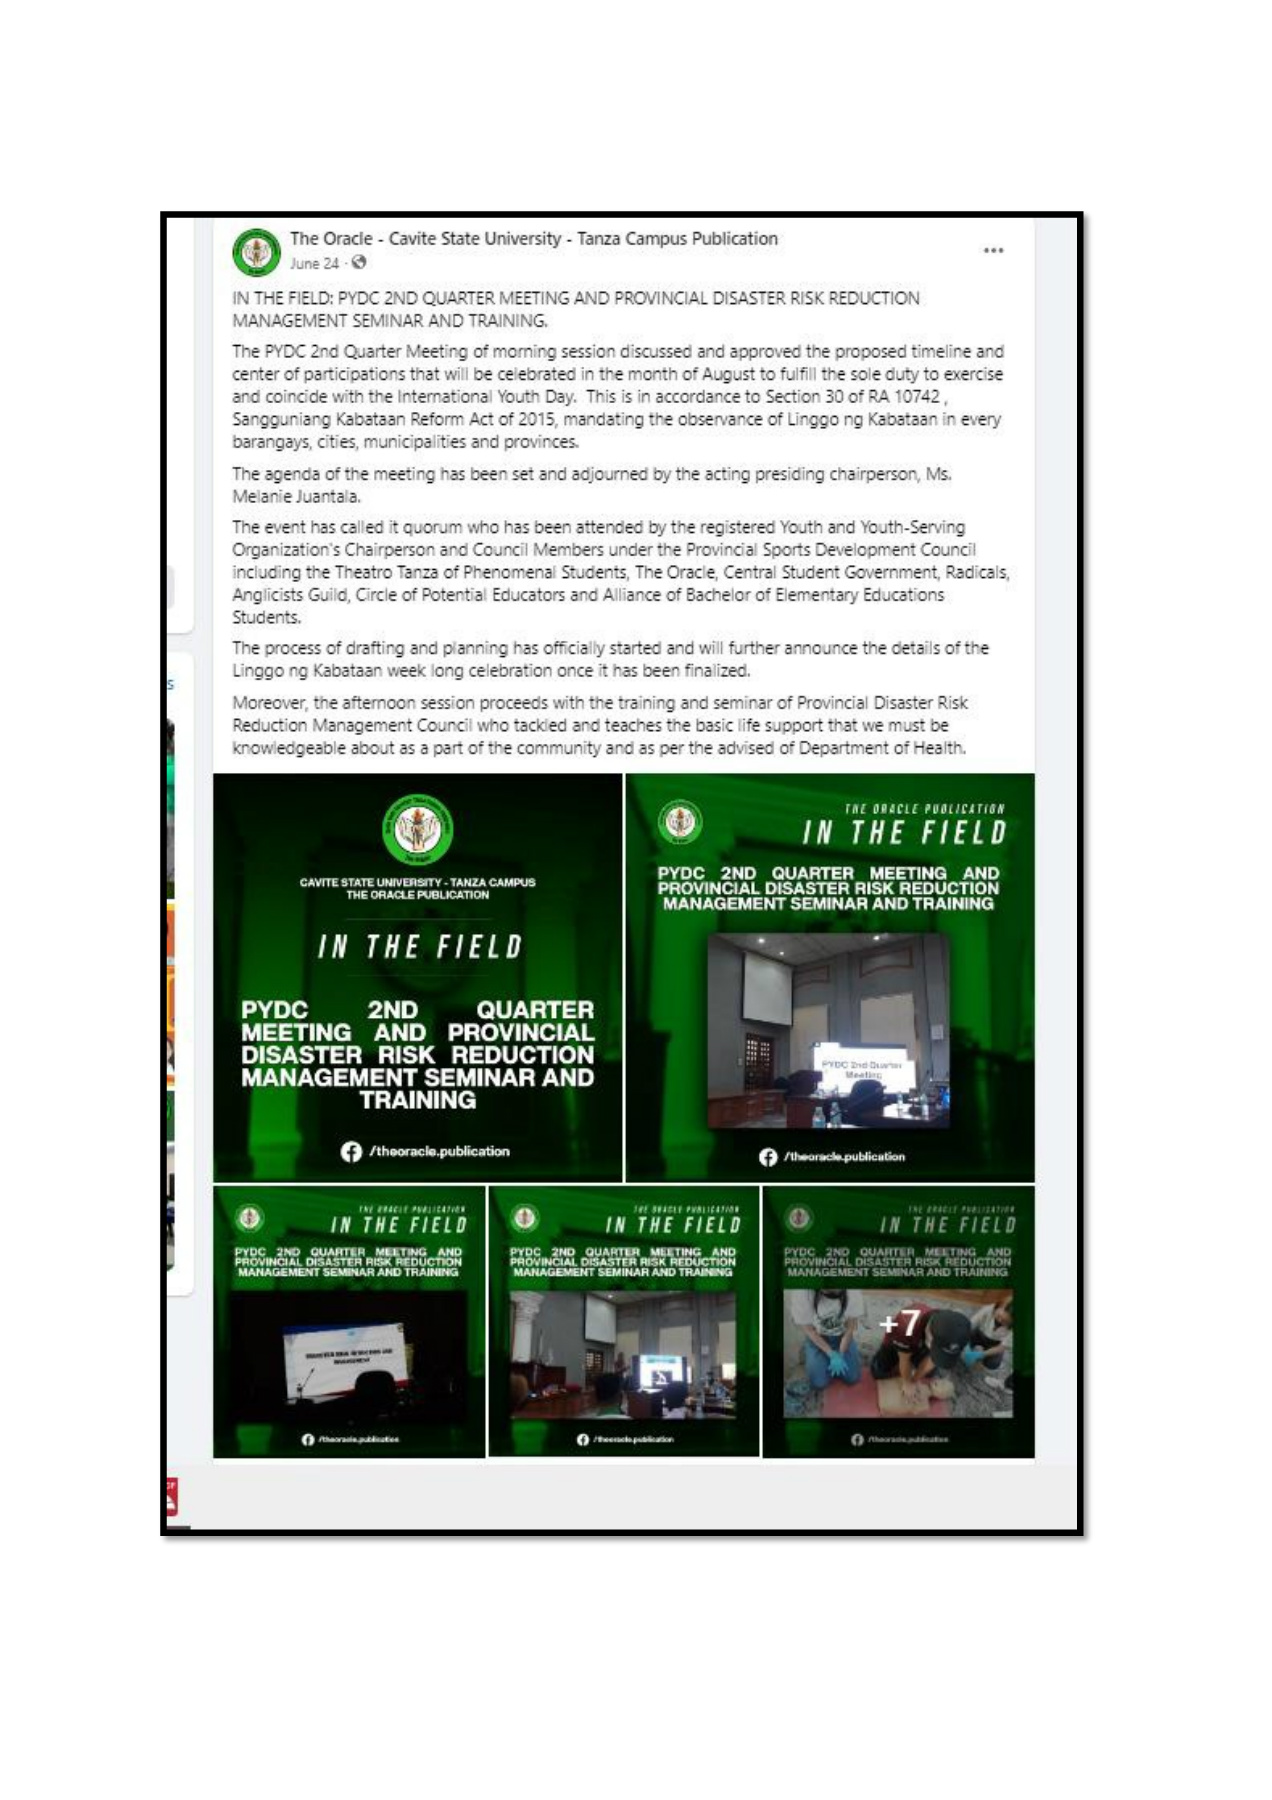 The Oracle - Cavite State University - Tanza Campus Publication
June 24 ·
IN THE FIELD: PYDC 2ND QUARTER MEETING AND PROVINCIAL DISASTER RISK REDUCTION
MANAGEMENT SEMINAR AND TRAINING.
The PYDC 2nd Quarter Meeting of morning session discussed and approved the proposed timeline and
center of participations that will be celebrated in the month of August to fulfill the sole duty to exercise
and coincide with the International Youth Day.  This is in accordance to Section 30 of RA 10742 ,
Sangguniang Kabataan Reform Act of 2015, mandating the observance of Linggo ng Kabataan in every
barangays, cities, municipalities and provinces.
The agenda of the meeting has been set and adjourned by the acting presiding chairperson, Ms.
Melanie Juantala.
The event has called it quorum who has been attended by the registered Youth and Youth-Serving
Organization's Chairperson and Council Members under the Provincial Sports Development Council
including the Theatro Tanza of Phenomenal Students, The Oracle, Central Student Government, Radicals,
Anglicists Guild, Circle of Potential Educators and Alliance of Bachelor of Elementary Educations
Students.
The process of drafting and planning has officially started and will further announce the details of the
Linggo ng Kabataan week long celebration once it has been finalized.
Moreover, the afternoon session proceeds with the training and seminar of Provincial Disaster Risk
Reduction Management Council who tackled and teaches the basic life support that we must be
knowledgeable about as a part of the community and as per the advised of Department of Health.
CAVITE STATE UNIVERSITY - TANZA CAMPUS
THE ORACLE PUBLICATION
IN THE FIELD
PYDC 2ND QUARTER
MEETING AND PROVINCIAL
DISASTER RISK REDUCTION
MANAGEMENT SEMINAR AND
TRAINING
/theoracle.publication
THE ORACLE PUBLICATION
IN THE FIELD
PYDC 2ND QUARTER MEETING AND
PROVINCIAL DISASTER RISK REDUCTION
MANAGEMENT SEMINAR AND TRAINING
PYDC 2nd Quarter
Meeting
/theoracle.publication
THE ORACLE PUBLICATION
IN THE FIELD
PYDC 2ND QUARTER MEETING AND
PROVINCIAL DISASTER RISK REDUCTION
MANAGEMENT SEMINAR AND TRAINING
/theoracle.publication
THE ORACLE PUBLICATION
IN THE FIELD
PYDC 2ND QUARTER MEETING AND
PROVINCIAL DISASTER RISK REDUCTION
MANAGEMENT SEMINAR AND TRAINING
/theoracle.publication
THE ORACLE PUBLICATION
IN THE FIELD
PYDC 2ND QUARTER MEETING AND
PROVINCIAL DISASTER RISK REDUCTION
MANAGEMENT SEMINAR AND TRAINING
+7
/theoracle.publication